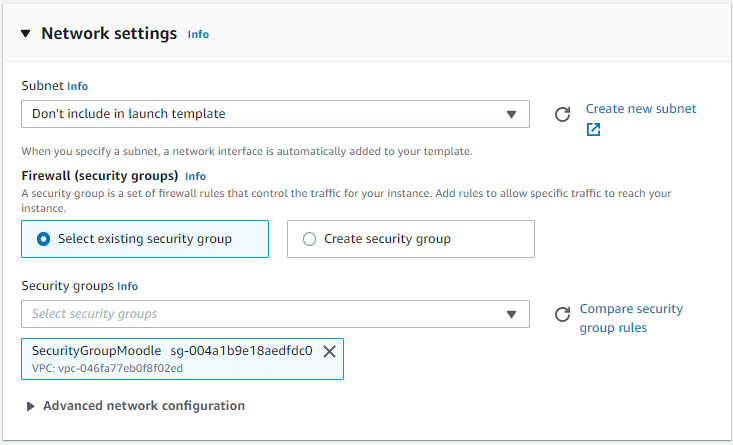 Network settings Info
Subnet Info
Don't include in launch template
Create new subnet
When you specify a subnet, a network interface is automatically added to your template.
Firewall (security groups) Info
A security group is a set of firewall rules that control the traffic for your instance. Add rules to allow specific traffic to reach your
instance.
Select existing security group
Create security group
Security groups Info
Select security groups
Compare security
group rules
SecurityGroupMoodle sg-004a1b9e18aedfdc0
VPC: vpc-046fa77eb0f8f02ed
Advanced network configuration